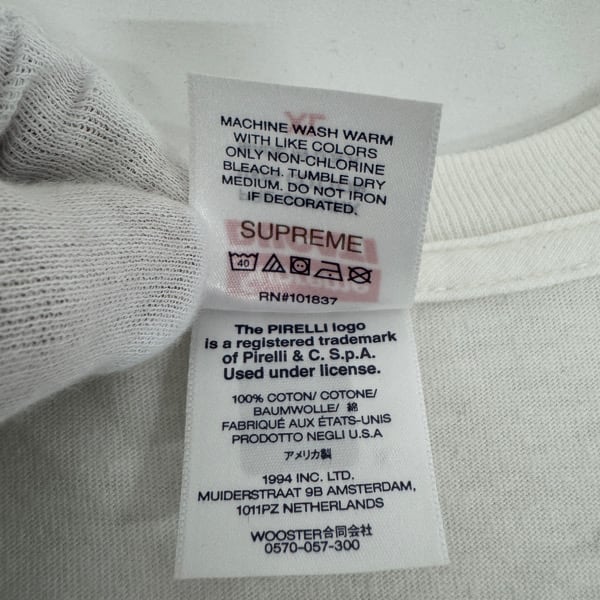 XL
MACHINE WASH WARM
WITH LIKE COLORS
ONLY NON-CHLORINE
BLEACH. TUMBLE DRY
MEDIUM. DO NOT IRON
IF DECORATED.
SUPREME
40
RN#101837
The PIRELLI logo
is a registered trademark
of Pirelli & C. S.p.A.
Used under license.
100% COTON/ COTONE/
BAUMWOLLE/ 綿
FABRIQUÉ AUX ÉTATS-UNIS
PRODOTTO NEGLI U.S.A
アメリカ製
1994 INC. LTD.
MUIDERSTRAAT 9B AMSTERDAM,
1011PZ NETHERLANDS
WOOSTER合同会社
0570-057-300